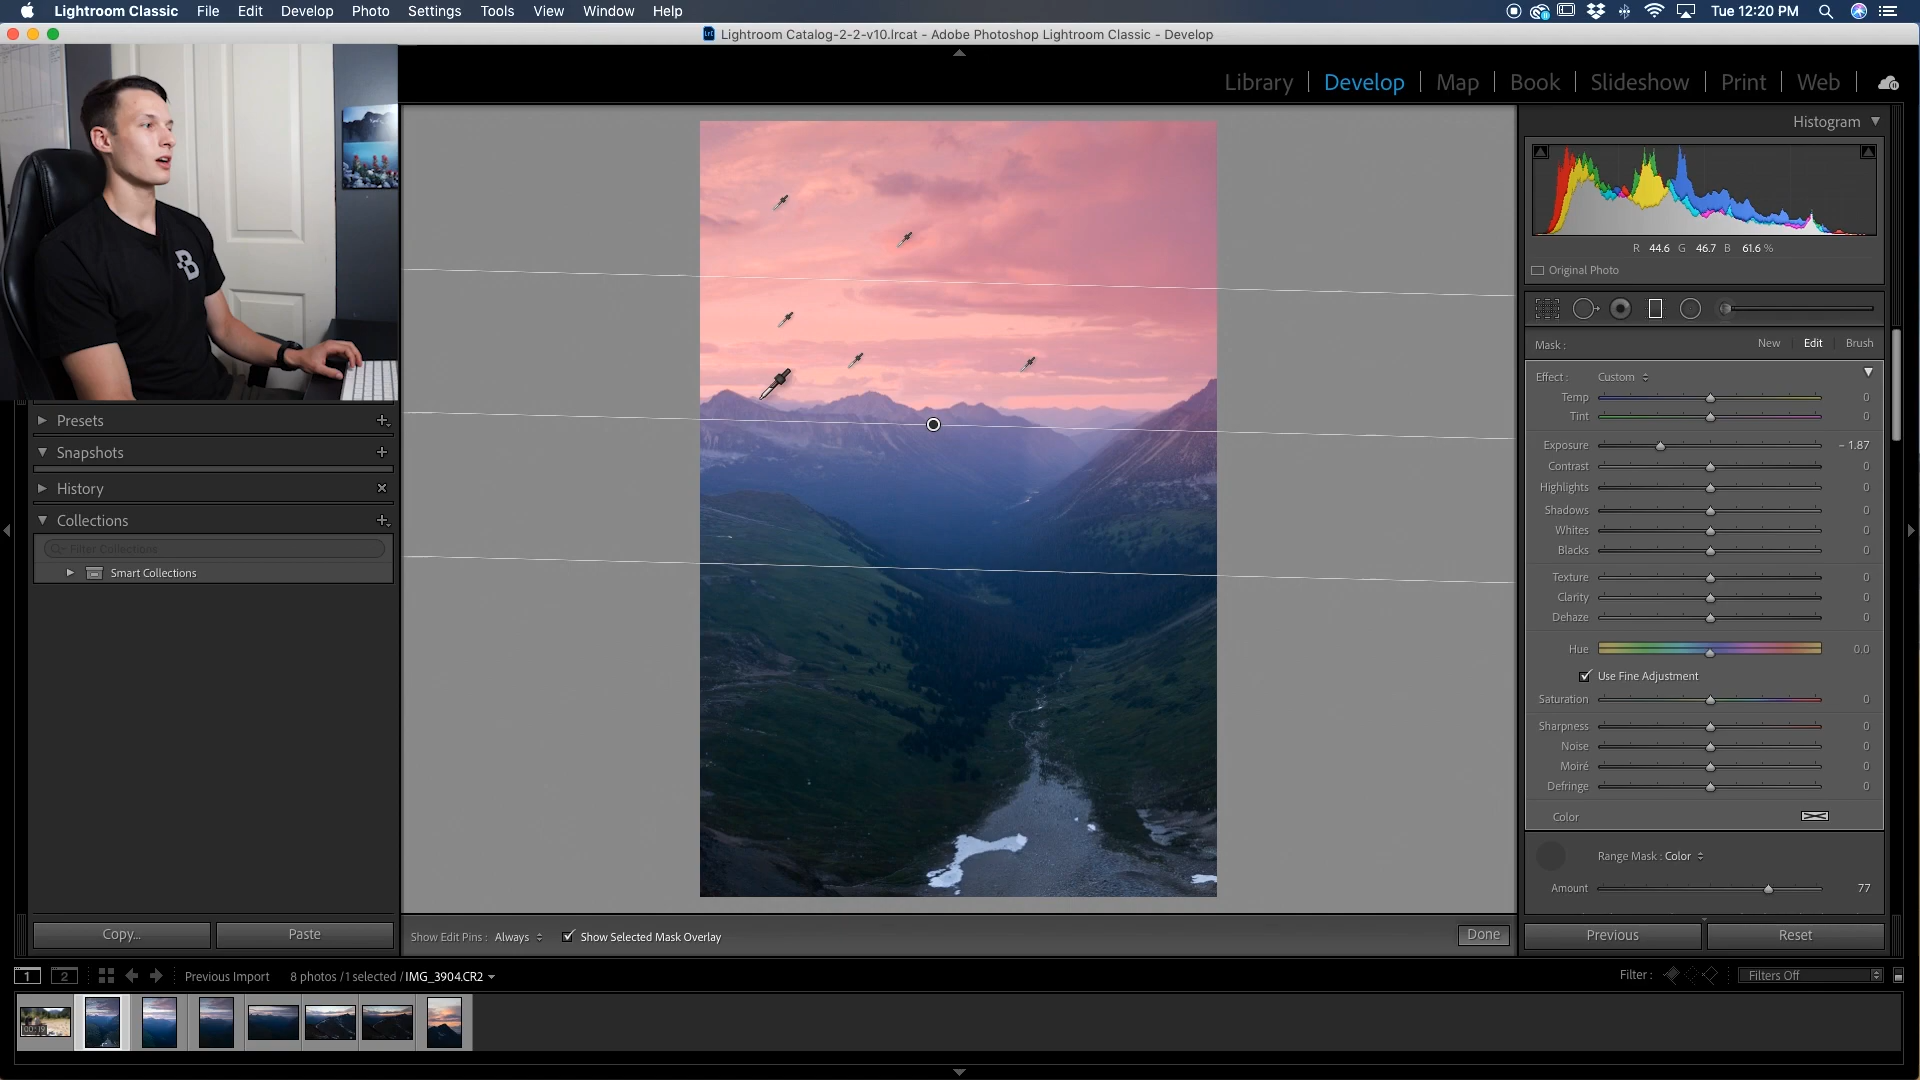 Lightroom Classic File Edit Develop Photo Settings Tools View Window Help Tue 12:20 PM
Lightroom Catalog-2-2-v10.lrcat - Adobe Photoshop Lightroom Classic - Develop
Library Develop Map Book Slideshow Print Web
Histogram
R 44.6 G 46.7 B 61.6 %
Original Photo
Mask : New Edit Brush
Effect : Custom
Temp 0
Tint 0
Exposure - 1.87
Contrast 0
Highlights 0
Shadows 0
Whites 0
Blacks 0
Texture 0
Clarity 0
Dehaze 0
Hue 0.0
Use Fine Adjustment
Saturation 0
Sharpness 0
Noise 0
Moiré 0
Defringe 0
Color
Range Mask : Color
Amount 77
Previous Reset
B
Presets
Snapshots
History
Collections
Filter Collections
Smart Collections
Copy... Paste
Show Edit Pins : Always Show Selected Mask Overlay Done
1 2 Previous Import 8 photos / 1 selected / IMG_3904.CR2 Filter : Filters Off
00:19